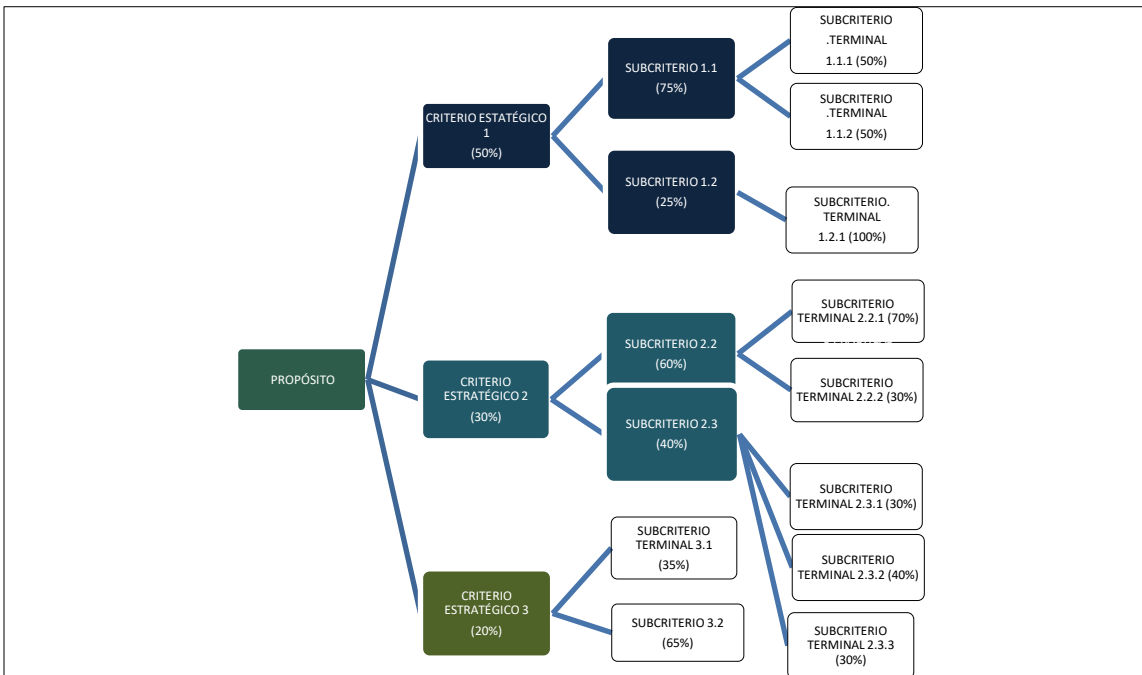 SUBCRITERIO
.TERMINAL
1.1.1 (50%)
SUBCRITERIO 1.1
(75%)
SUBCRITERIO
.TERMINAL
1.1.2 (50%)
CRITERIO ESTATÉGICO
1
(50%)
SUBCRITERIO 1.2
(25%)
SUBCRITERIO.
TERMINAL
1.2.1 (100%)
SUBCRITERIO
TERMINAL 2.2.1 (70%)
SUBCRITERIO 2.2
(60%)
SUBCRITERIO
TERMINAL 2.2.2 (30%)
PROPÓSITO
CRITERIO
ESTRATÉGICO 2
(30%)
SUBCRITERIO 2.3
(40%)
SUBCRITERIO
TERMINAL 2.3.1 (30%)
SUBCRITERIO
TERMINAL 3.1
(35%)
SUBCRITERIO
TERMINAL 2.3.2 (40%)
CRITERIO
ESTRATÉGICO 3
(20%)
SUBCRITERIO 3.2
(65%)
SUBCRITERIO
TERMINAL 2.3.3
(30%)